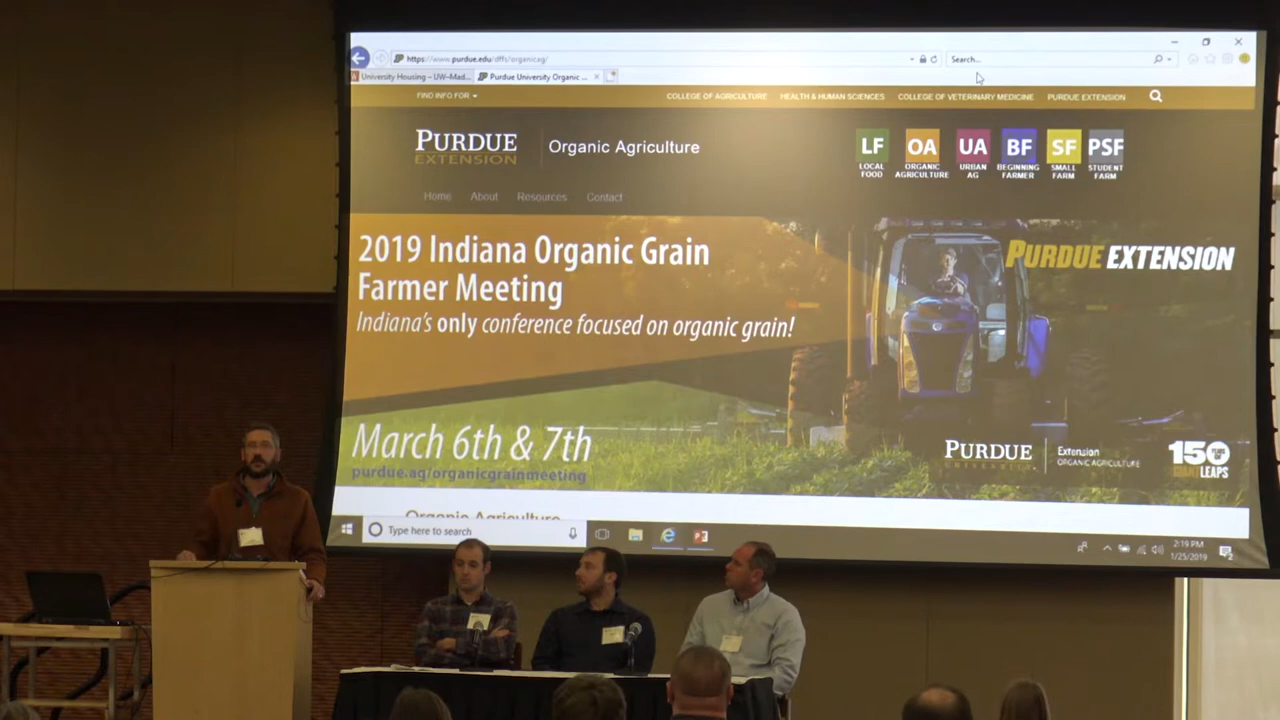 https://www.purdue.edu/dffs/organicag/
Search...
University Housing – UW–Mad...
Purdue University Organic ...
FIND INFO FOR
COLLEGE OF AGRICULTURE
HEALTH & HUMAN SCIENCES
COLLEGE OF VETERINARY MEDICINE
PURDUE EXTENSION
PURDUE
EXTENSION
Organic Agriculture
LF
LOCAL
FOOD
OA
ORGANIC
AGRICULTURE
UA
URBAN
AG
BF
BEGINNING
FARMER
SF
SMALL
FARM
PSF
STUDENT
FARM
Home About Resources Contact
2019 Indiana Organic Grain
Farmer Meeting
Indiana's only conference focused on organic grain!
PURDUE EXTENSION
March 6th & 7th
purdue.ag/organicgrainmeeting
PURDUE
UNIVERSITY
Extension
ORGANIC AGRICULTURE
150
GIANT
LEAPS
Organic Agriculture
Type here to search
2:19 PM
1/25/2019